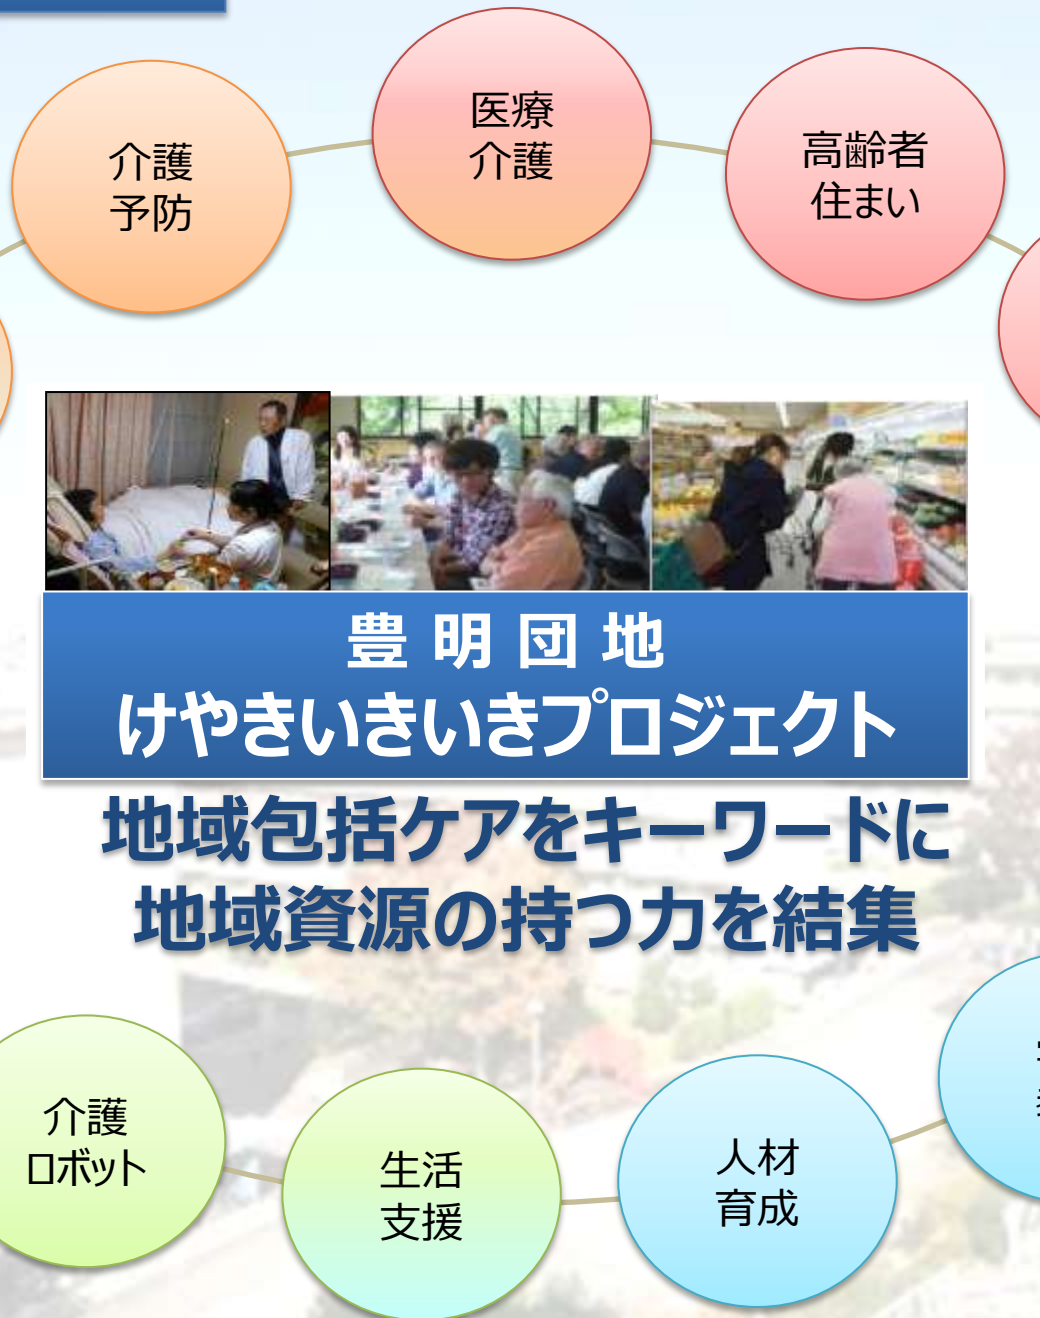 介護
予防
医療
介護
高齢者
住まい
豊明団地
けやきいきいきプロジェクト
地域包括ケアをキーワードに
地域資源の持つ力を結集
介護
ロボット
生活
支援
人材
育成